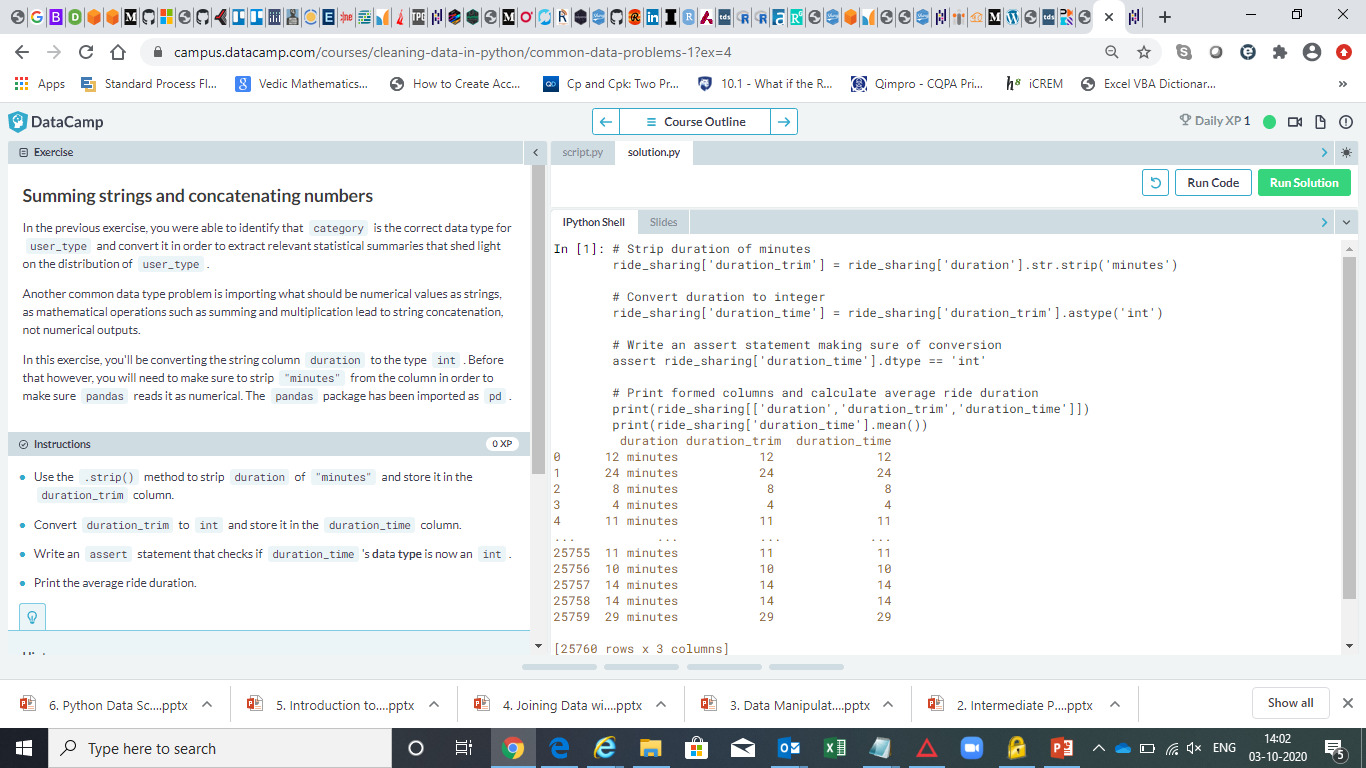 campus.datacamp.com/courses/cleaning-data-in-python/common-data-problems-1?ex=4
Apps
Standard Process Fl...
Vedic Mathematics...
How to Create Acc...
Cp and Cpk: Two Pr...
10.1 - What if the R...
Qimpro - CQPA Pri...
iCREM
Excel VBA Dictionar...
»
DataCamp
Course Outline
Daily XP 1
Exercise
script.py
solution.py
Summing strings and concatenating numbers
In the previous exercise, you were able to identify that category is the correct data type for
user_type and convert it in order to extract relevant statistical summaries that shed light
on the distribution of user_type .
Another common data type problem is importing what should be numerical values as strings,
as mathematical operations such as summing and multiplication lead to string concatenation,
not numerical outputs.
In this exercise, you'll be converting the string column duration to the type int . Before
that however, you will need to make sure to strip "minutes" from the column in order to
make sure pandas reads it as numerical. The pandas package has been imported as pd .
Instructions
0 XP
Use the .strip() method to strip duration of "minutes" and store it in the
duration_trim column.
Convert duration_trim to int and store it in the duration_time column.
Write an assert statement that checks if duration_time 's data type is now an int .
Print the average ride duration.
Run Code
Run Solution
IPython Shell
Slides
In [1]: # Strip duration of minutes
ride_sharing['duration_trim'] = ride_sharing['duration'].str.strip('minutes')
# Convert duration to integer
ride_sharing['duration_time'] = ride_sharing['duration_trim'].astype('int')
# Write an assert statement making sure of conversion
assert ride_sharing['duration_time'].dtype == 'int'
# Print formed columns and calculate average ride duration
print(ride_sharing[['duration','duration_trim','duration_time']])
print(ride_sharing['duration_time'].mean())
duration duration_trim duration_time
0 12 minutes 12 12
1 24 minutes 24 24
2 8 minutes 8 8
3 4 minutes 4 4
4 11 minutes 11 11
... ... ... ...
25755 11 minutes 11 11
25756 10 minutes 10 10
25757 14 minutes 14 14
25758 14 minutes 14 14
25759 29 minutes 29 29
[25760 rows x 3 columns]
6. Python Data Sc....pptx
5. Introduction to....pptx
4. Joining Data wi....pptx
3. Data Manipulat....pptx
2. Intermediate P....pptx
Show all
Type here to search
ENG
14:02
03-10-2020
5